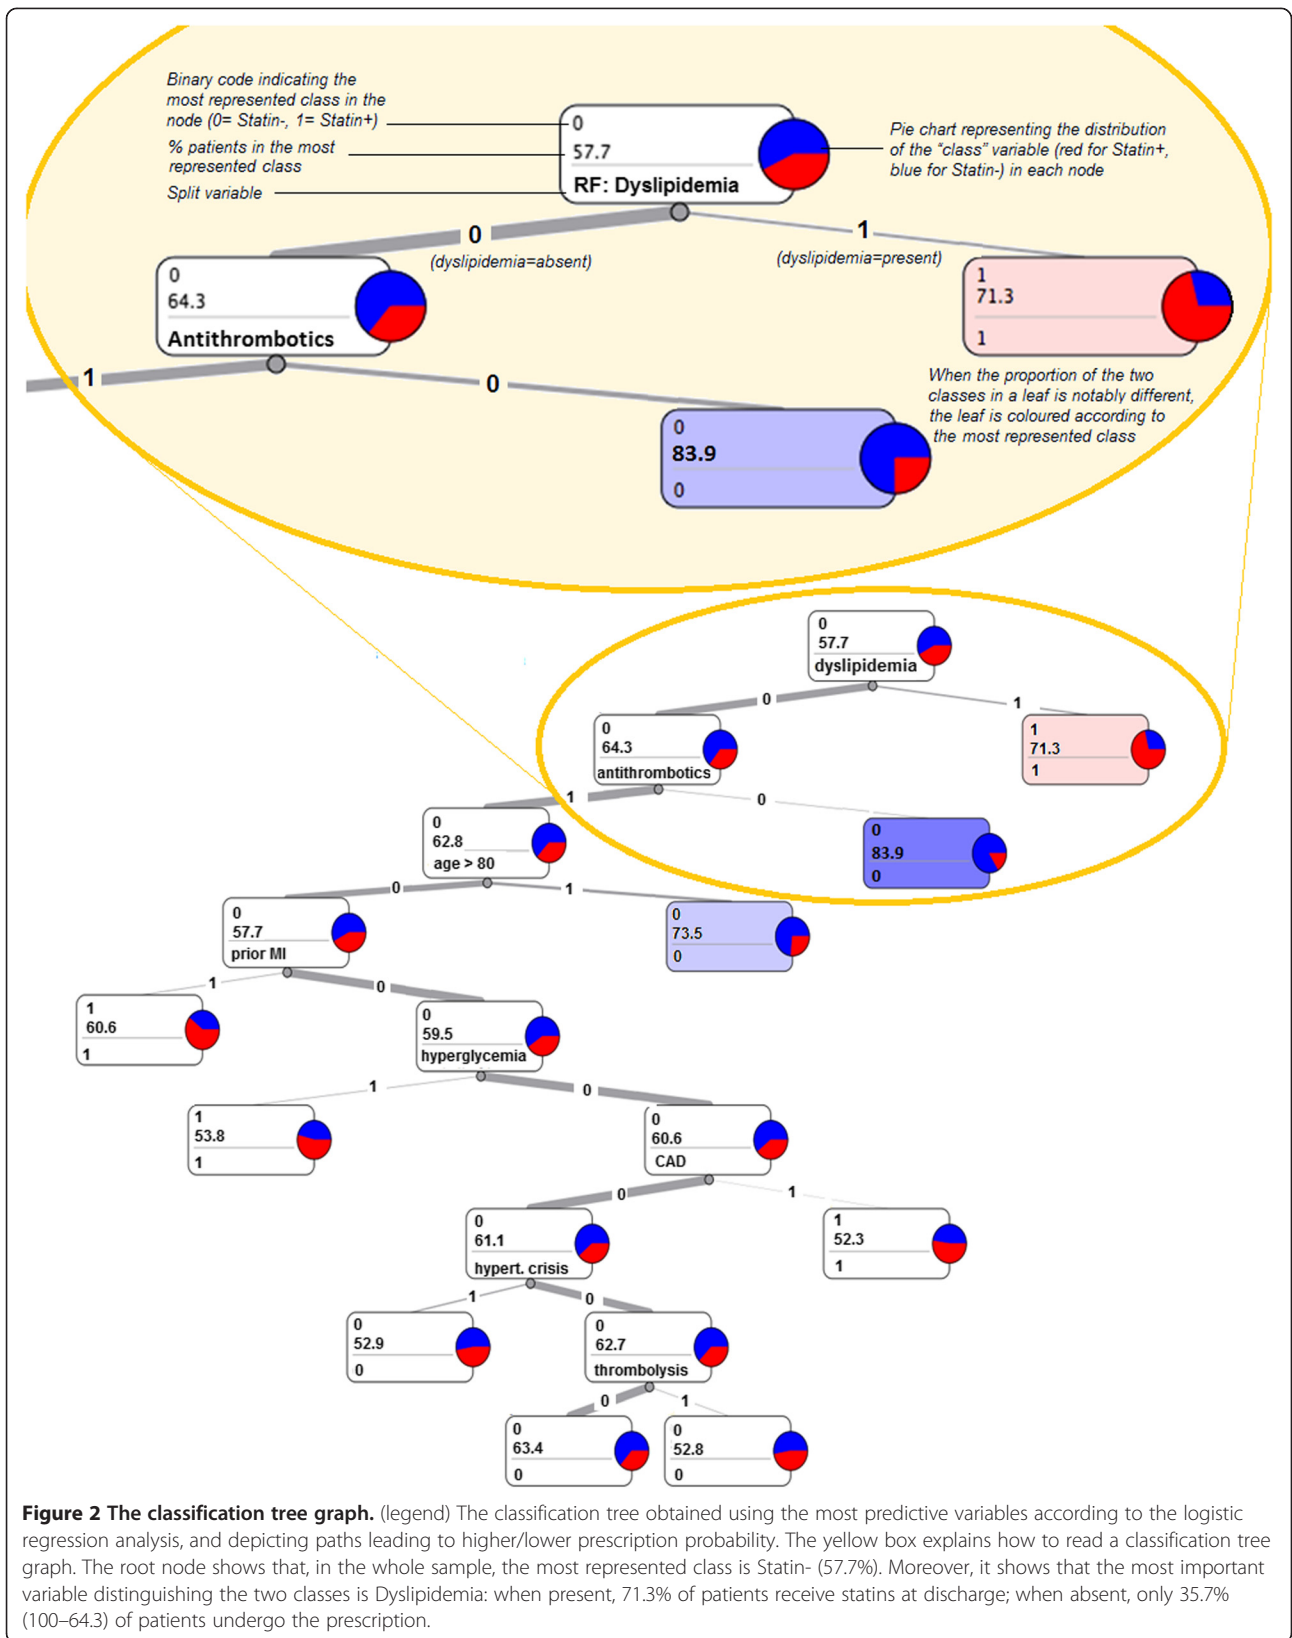 Binary code indicating the
most represented class in the
node (0= Statin-, 1= Statin+)
% patients in the most
represented class
Split variable
0
57.7
RF: Dyslipidemia
Pie chart representing the distribution
of the "class" variable (red for Statin+,
blue for Statin-) in each node
0
(dyslipidemia=absent)
1
(dyslipidemia=present)
0
64.3
Antithrombotics
1
71.3
1
1
0
When the proportion of the two
classes in a leaf is notably different,
the leaf is coloured according to
the most represented class
0
83.9
0
0
57.7
dyslipidemia
0
1
0
64.3
antithrombotics
1
71.3
1
1
0
0
62.8
age > 80
0
83.9
0
0
1
0
57.7
prior MI
0
73.5
0
1
0
1
60.6
1
0
59.5
hyperglycemia
1
0
1
53.8
1
0
60.6
CAD
0
1
0
61.1
hypert. crisis
1
52.3
1
1
0
0
52.9
0
0
62.7
thrombolysis
0
1
0
63.4
0
0
52.8
0
Figure 2 The classification tree graph. (legend) The classification tree obtained using the most predictive variables according to the logistic
regression analysis, and depicting paths leading to higher/lower prescription probability. The yellow box explains how to read a classification tree
graph. The root node shows that, in the whole sample, the most represented class is Statin- (57.7%). Moreover, it shows that the most important
variable distinguishing the two classes is Dyslipidemia: when present, 71.3% of patients receive statins at discharge; when absent, only 35.7%
(100–64.3) of patients undergo the prescription.